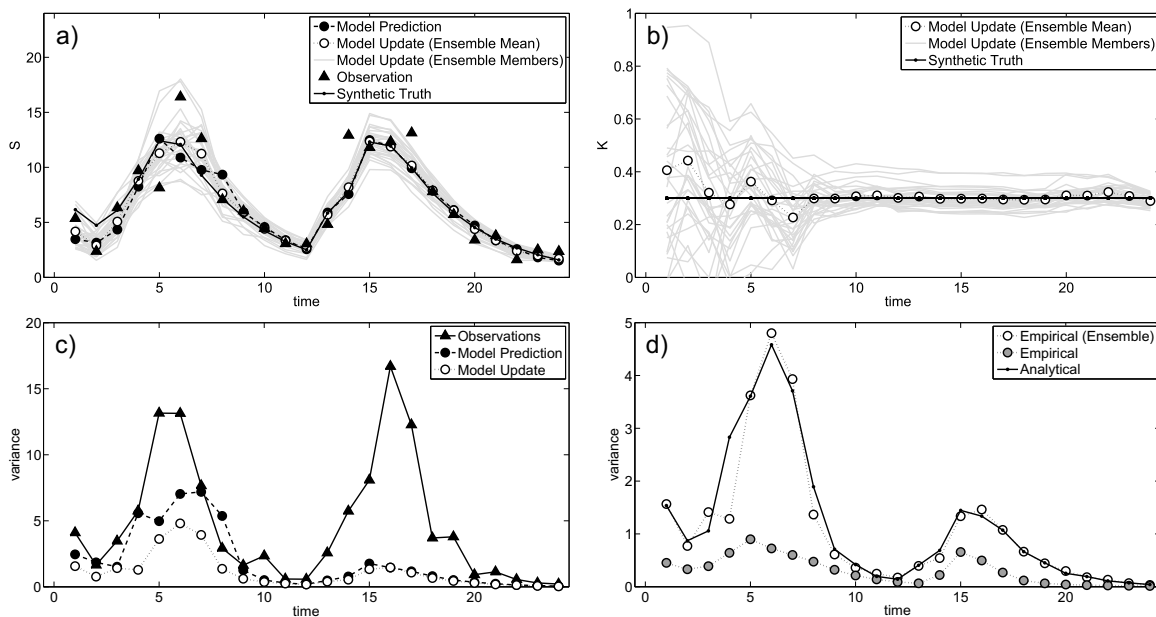 a)
Model Prediction
Model Update (Ensemble Mean)
Model Update (Ensemble Members)
Observation
Synthetic Truth
20
15
10
5
0
S
0 5 10 15 20
time
b)
Model Update (Ensemble Mean)
Model Update (Ensemble Members)
Synthetic Truth
1
0.8
0.6
0.4
0.2
0
K
0 5 10 15 20
time
c)
Observations
Model Prediction
Model Update
20
15
10
5
0
variance
0 5 10 15 20
time
d)
Empirical (Ensemble)
Empirical
Analytical
5
4
3
2
1
0
variance
0 5 10 15 20
time